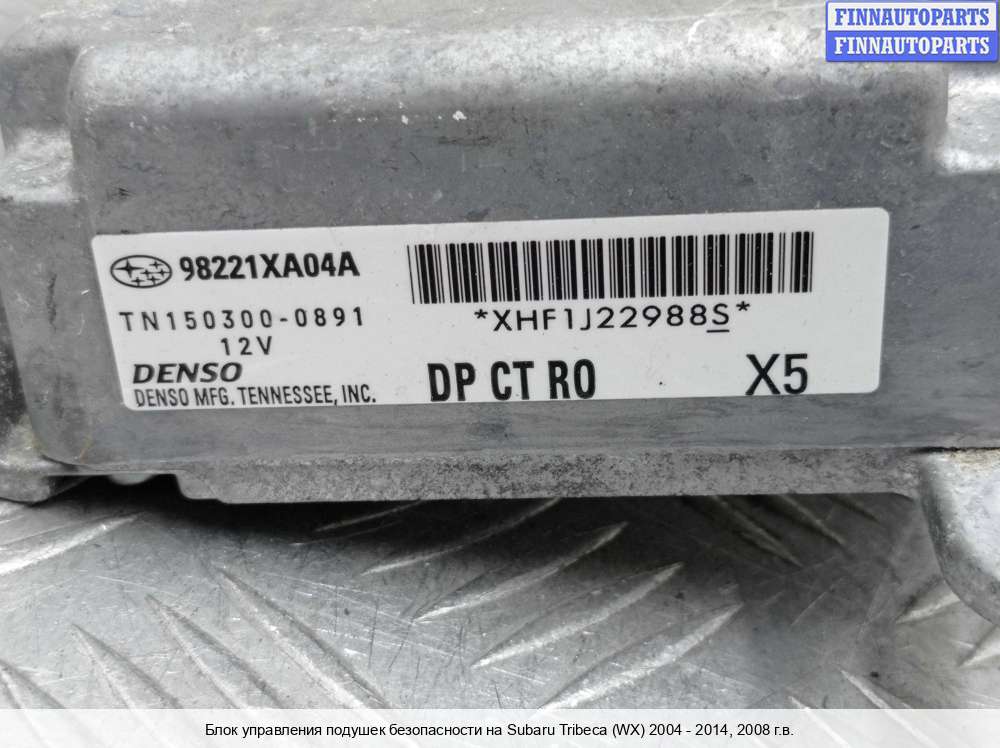 FINNAUTOPARTS
FINNAUTOPARTS
98221XA04A
TN150300-0891
12V
DENSO
DENSO MFG. TENNESSEE, INC.
*XHF1J22988S*
DP CT RO
X5
Блок управления подушек безопасности на Subaru Tribeca (WX) 2004 - 2014, 2008 г.в.